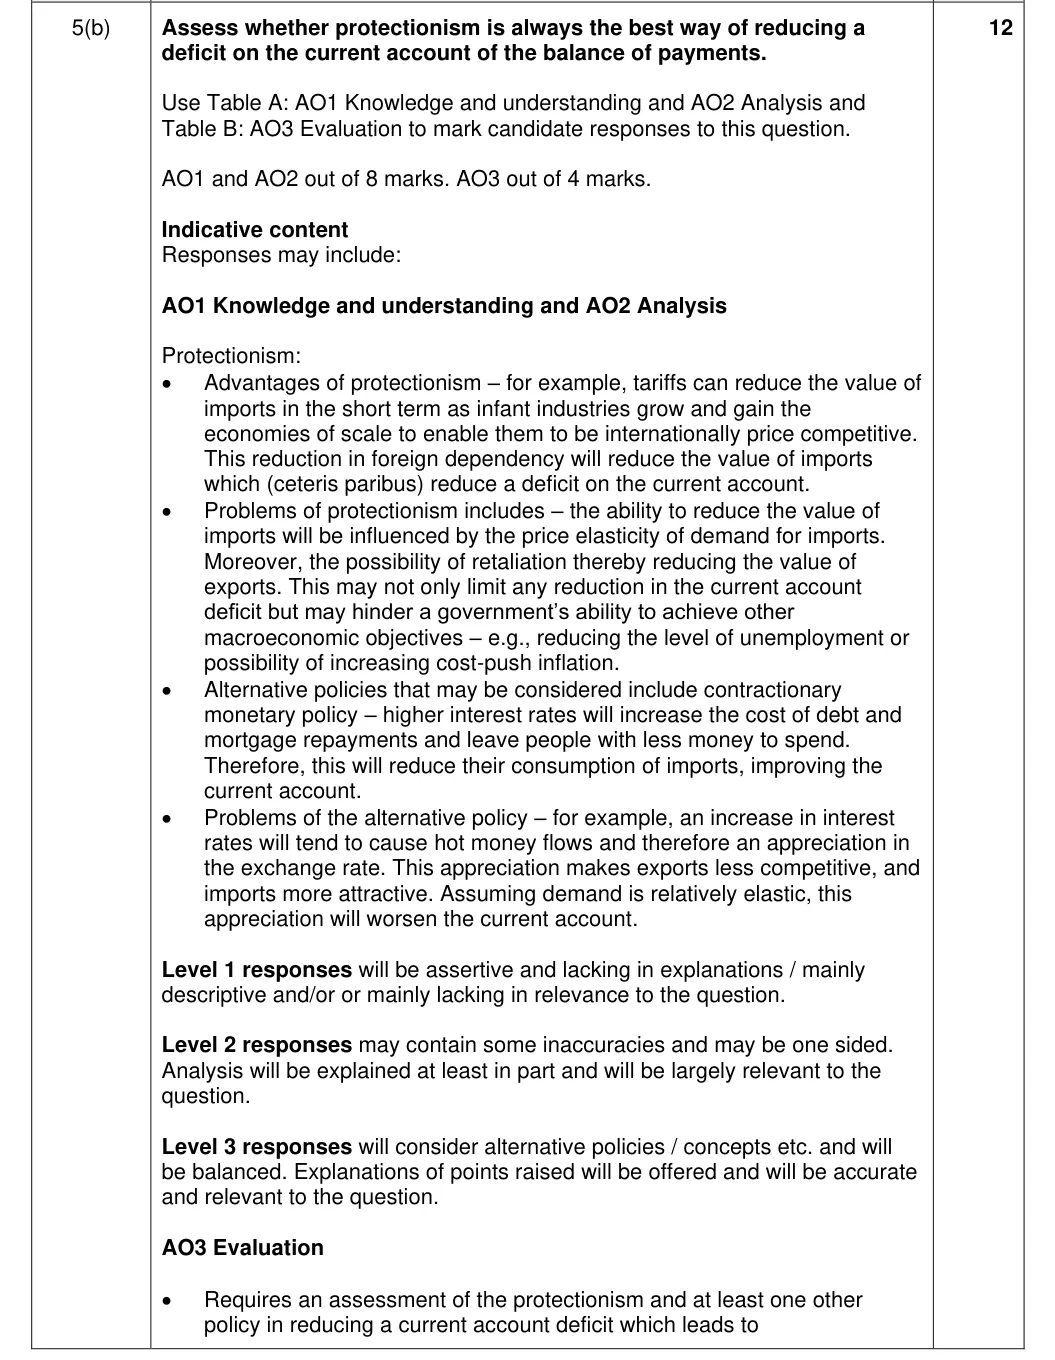 5(b)
Assess whether protectionism is always the best way of reducing a
deficit on the current account of the balance of payments.
12
Use Table A: AO1 Knowledge and understanding and AO2 Analysis and
Table B: AO3 Evaluation to mark candidate responses to this question.
AO1 and AO2 out of 8 marks. AO3 out of 4 marks.
Indicative content
Responses may include:
AO1 Knowledge and understanding and AO2 Analysis
Protectionism:
• Advantages of protectionism – for example, tariffs can reduce the value of
imports in the short term as infant industries grow and gain the
economies of scale to enable them to be internationally price competitive.
This reduction in foreign dependency will reduce the value of imports
which (ceteris paribus) reduce a deficit on the current account.
• Problems of protectionism includes – the ability to reduce the value of
imports will be influenced by the price elasticity of demand for imports.
Moreover, the possibility of retaliation thereby reducing the value of
exports. This may not only limit any reduction in the current account
deficit but may hinder a government’s ability to achieve other
macroeconomic objectives – e.g., reducing the level of unemployment or
possibility of increasing cost-push inflation.
• Alternative policies that may be considered include contractionary
monetary policy – higher interest rates will increase the cost of debt and
mortgage repayments and leave people with less money to spend.
Therefore, this will reduce their consumption of imports, improving the
current account.
• Problems of the alternative policy – for example, an increase in interest
rates will tend to cause hot money flows and therefore an appreciation in
the exchange rate. This appreciation makes exports less competitive, and
imports more attractive. Assuming demand is relatively elastic, this
appreciation will worsen the current account.
Level 1 responses will be assertive and lacking in explanations / mainly
descriptive and/or or mainly lacking in relevance to the question.
Level 2 responses may contain some inaccuracies and may be one sided.
Analysis will be explained at least in part and will be largely relevant to the
question.
Level 3 responses will consider alternative policies / concepts etc. and will
be balanced. Explanations of points raised will be offered and will be accurate
and relevant to the question.
AO3 Evaluation
• Requires an assessment of the protectionism and at least one other
policy in reducing a current account deficit which leads to